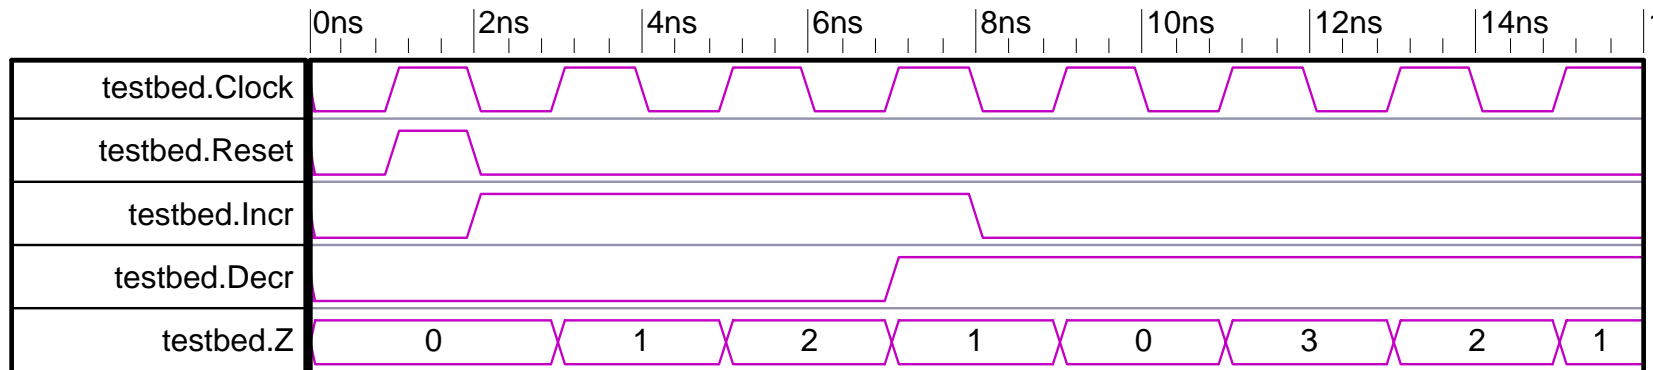 0ns 2ns 4ns 6ns 8ns 10ns 12ns 14ns
testbed.Clock
testbed.Reset
testbed.Incr
testbed.Decr
testbed.Z 0 1 2 1 0 3 2 1